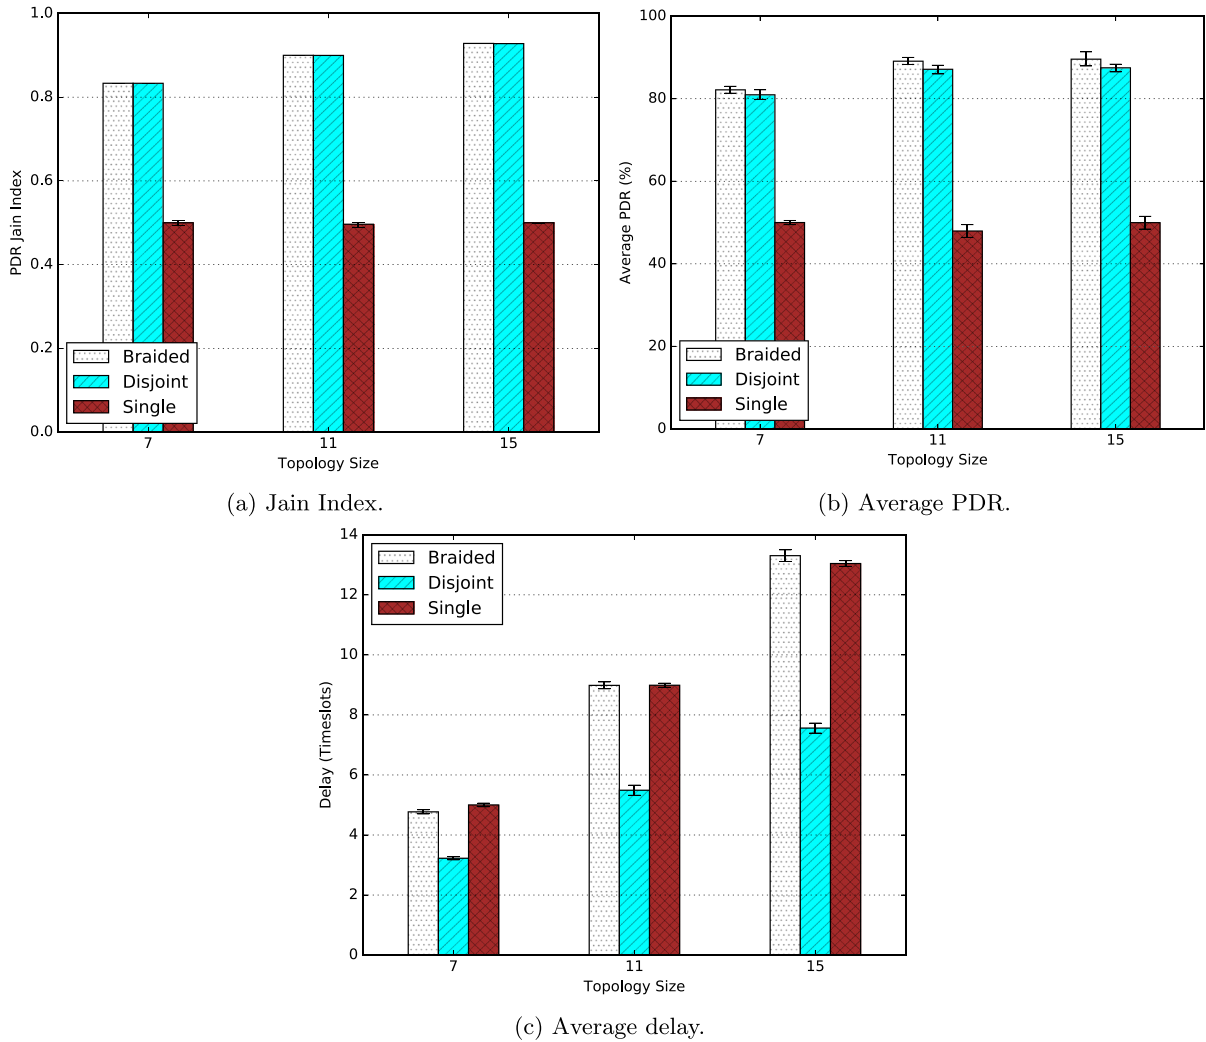 1.0
0.8
0.6
0.4
0.2
0.0
PDR Jain Index
Braided
Disjoint
Single
7
11
15
Topology Size
(a) Jain Index.
100
80
60
40
20
0
Average PDR (%)
Braided
Disjoint
Single
7
11
15
Topology Size
(b) Average PDR.
14
12
10
8
6
4
2
0
Delay (Timeslots)
Braided
Disjoint
Single
7
11
15
Topology Size
(c) Average delay.